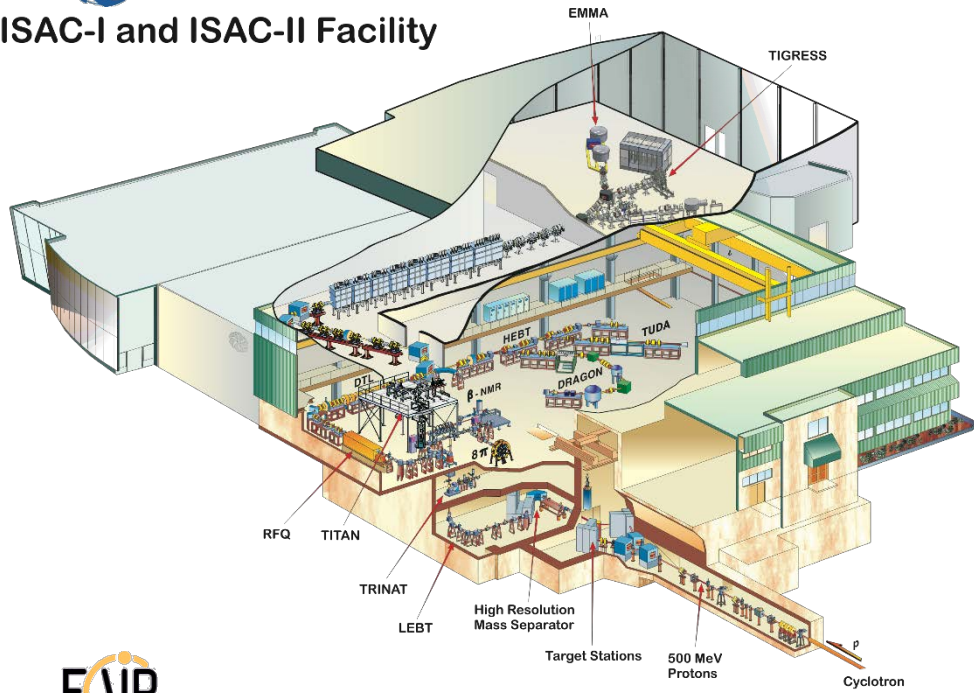 ISAC-I and ISAC-II Facility
EMMA
TIGRESS
HEBT
TUDA
DTL
DRAGON
β-NMR
8π
RFQ
TITAN
TRINAT
LEBT
High Resolution
Mass Separator
Target Stations
500 MeV
Protons
p
Cyclotron
FAIR